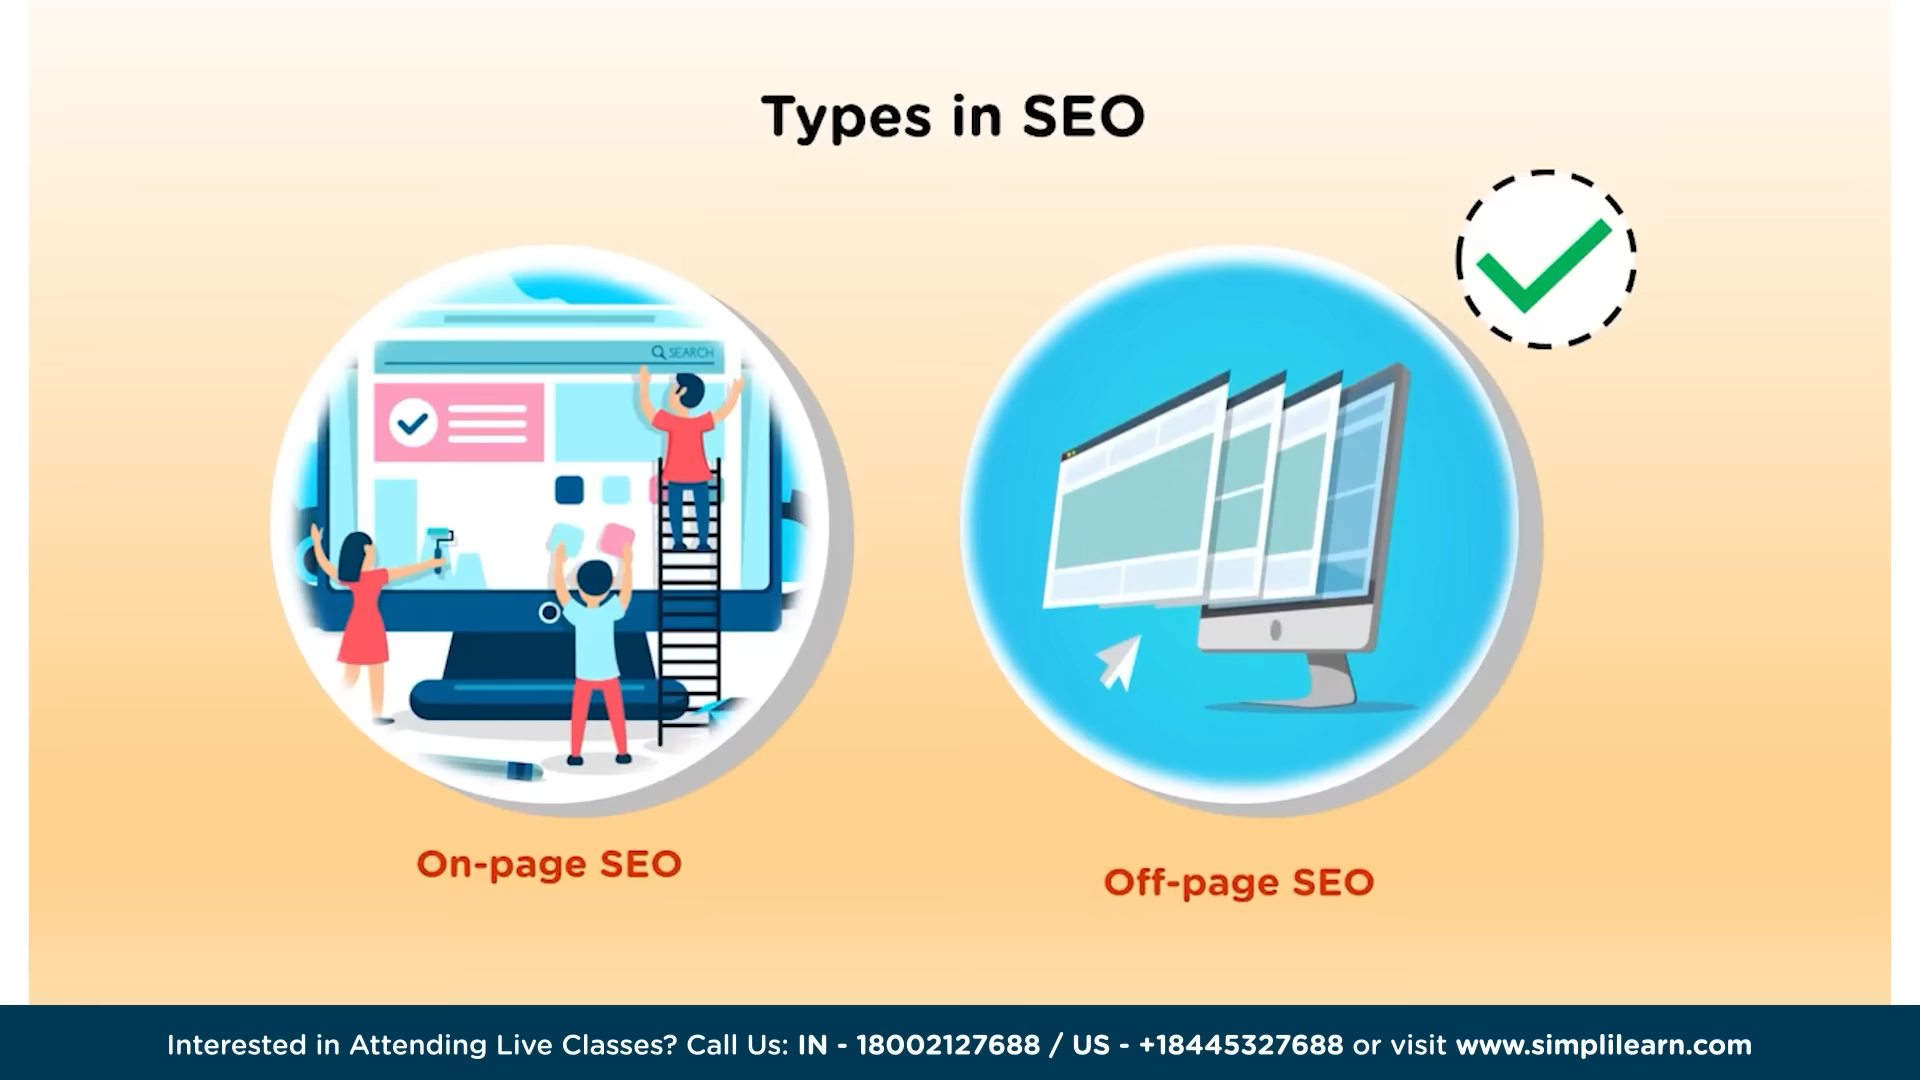 Types in SEO
SEARCH
On-page SEO
Off-page SEO
Interested in Attending Live Classes? Call Us: IN - 18002127688 / US - +18445327688 or visit www.simplilearn.com